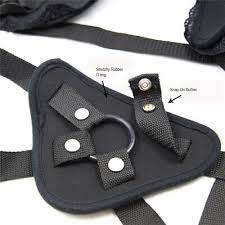 Stretchy Rubber
O-ring
Snap On Button